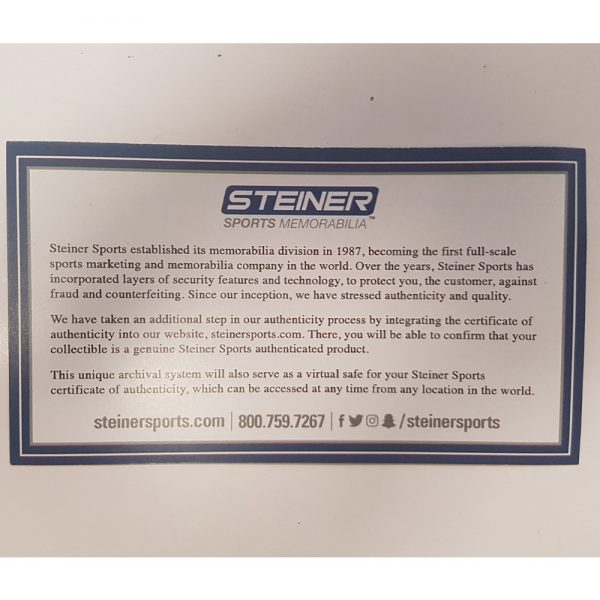 STEINER
SPORTS MEMORABILIA™
Steiner Sports established its memorabilia division in 1987, becoming the first full-scale
sports marketing and memorabilia company in the world. Over the years, Steiner Sports has
incorporated layers of security features and technology, to protect you, the customer, against
fraud and counterfeiting. Since our inception, we have stressed authenticity and quality.
We have taken an additional step in our authenticity process by integrating the certificate of
authenticity into our website, steinersports.com. There, you will be able to confirm that your
collectible is a genuine Steiner Sports authenticated product.
This unique archival system will also serve as a virtual safe for your Steiner Sports
certificate of authenticity, which can be accessed at any time from any location in the world.
steinersports.com | 800.759.7267 | f /steinersports